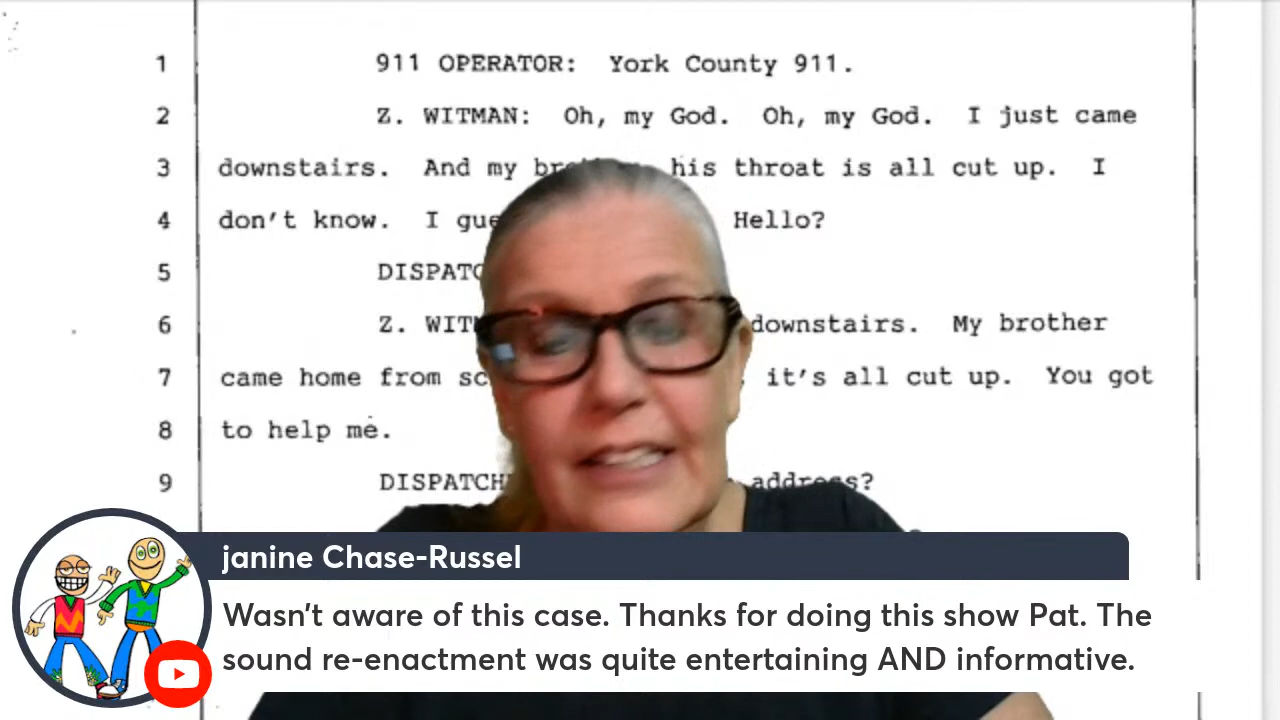 1 911 OPERATOR: York County 911.
2 Z. WITMAN: Oh, my God. Oh, my God. I just came
3 downstairs. And my his throat is all cut up. I
4 don't know. I Hello?
5
6 Z. downstairs. My brother
7 came home from it's all cut up. You got
8 to help me.
9 address?
janine Chase-Russel
Wasn't aware of this case. Thanks for doing this show Pat. The
sound re-enactment was quite entertaining AND informative.